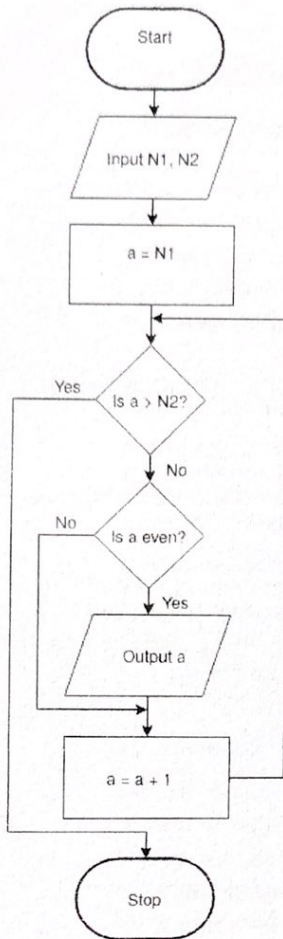 Start
Input N1, N2
a = N1
Yes
Is a > N2?
No
No
Is a even?
Yes
Output a
a = a + 1
Stop